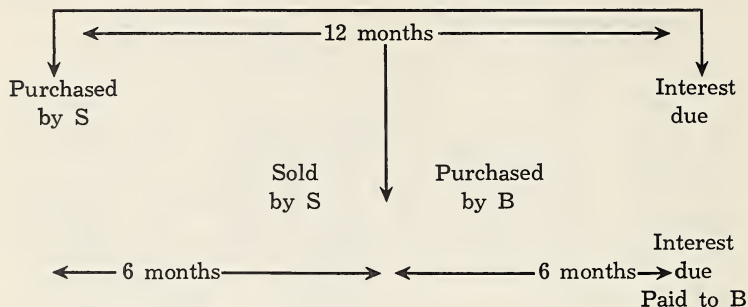 12 months
Purchased
by S
Interest
due
Sold
by S
Purchased
by B
6 months
6 months
Interest
due
Paid to B